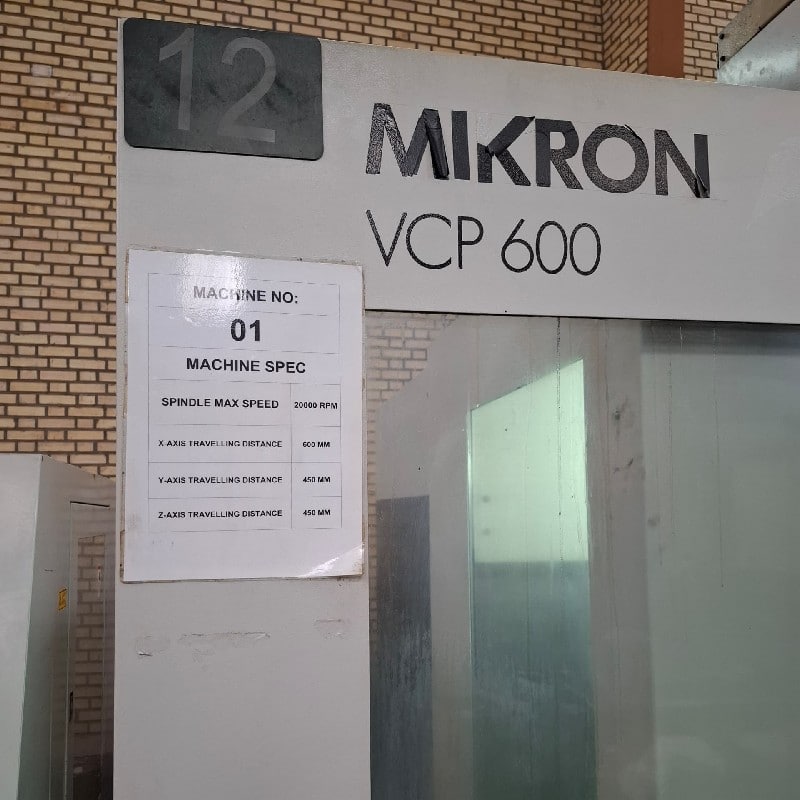 12
MIKRON
VCP 600
MACHINE NO:
01
MACHINE SPEC
SPINDLE MAX SPEED 20000 RPM
X-AXIS TRAVELLING DISTANCE 600 MM
Y-AXIS TRAVELLING DISTANCE 450 MM
Z-AXIS TRAVELLING DISTANCE 450 MM